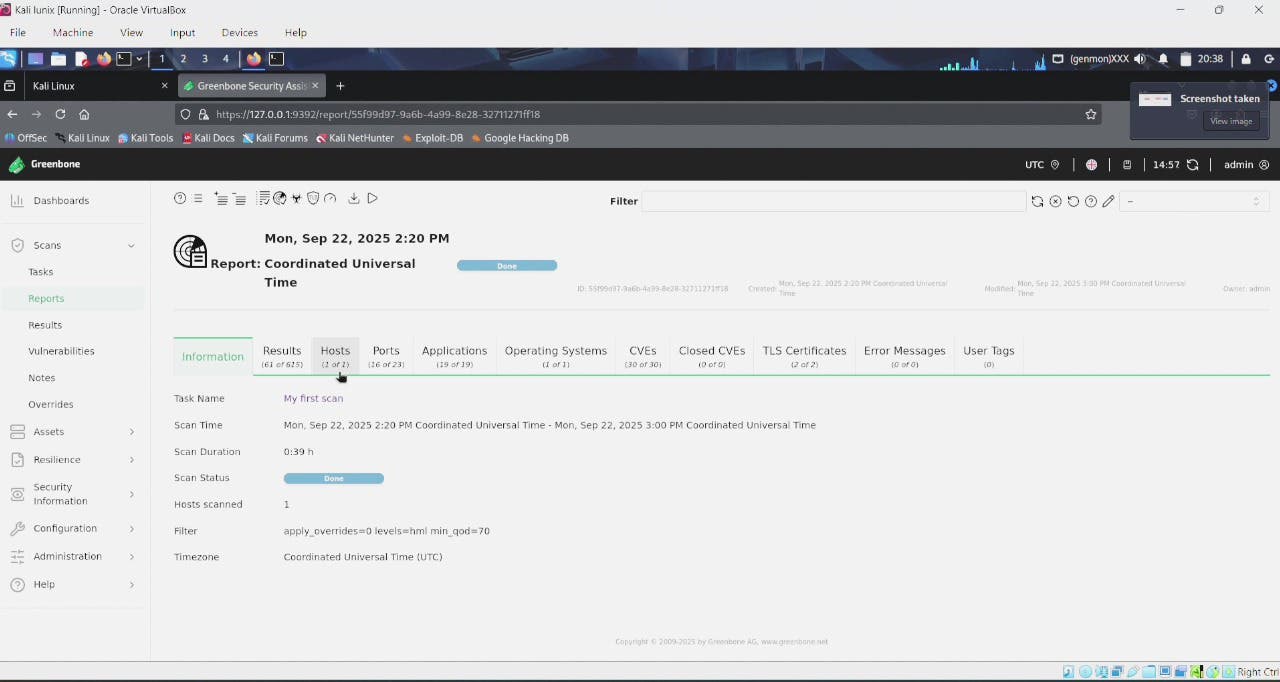 Kali lunix [Running] - Oracle VirtualBox
File Machine View Input Devices Help
1 2 3 4 (genmon)XXX 20:38
Kali Linux × Greenbone Security Assis × +
https://127.0.0.1:9392/report/55f99d97-9a6b-4a99-8e28-32711271ff18
Screenshot taken
View image
OffSec Kali Linux Kali Tools Kali Docs Kali Forums Kali NetHunter Exploit-DB Google Hacking DB
Greenbone UTC 14:57 admin
Dashboards
Scans
Tasks
Reports
Results
Vulnerabilities
Notes
Overrides
Assets
Resilience
Security
Information
Configuration
Administration
Help
Filter --
Mon, Sep 22, 2025 2:20 PM
Report: Coordinated Universal
Time
Done
ID: 55f99d97-9a6b-4a99-8e28-32711271ff18 Created: Mon, Sep 22, 2025 2:20 PM Coordinated Universal
Time
Modified: Mon, Sep 22, 2025 3:00 PM Coordinated Universal
Time
Owner: admin
Information
Results
(61 of 615)
Hosts
(1 of 1)
Ports
(16 of 23)
Applications
(19 of 19)
Operating Systems
(1 of 1)
CVEs
(30 of 30)
Closed CVEs
(0 of 0)
TLS Certificates
(2 of 2)
Error Messages
(0 of 0)
User Tags
(0)
Task Name My first scan
Scan Time Mon, Sep 22, 2025 2:20 PM Coordinated Universal Time - Mon, Sep 22, 2025 3:00 PM Coordinated Universal Time
Scan Duration 0:39 h
Scan Status Done
Hosts scanned 1
Filter apply_overrides=0 levels=hml min_qod=70
Timezone Coordinated Universal Time (UTC)
Copyright © 2009-2025 by Greenbone AG, www.greenbone.net
Right Ctrl